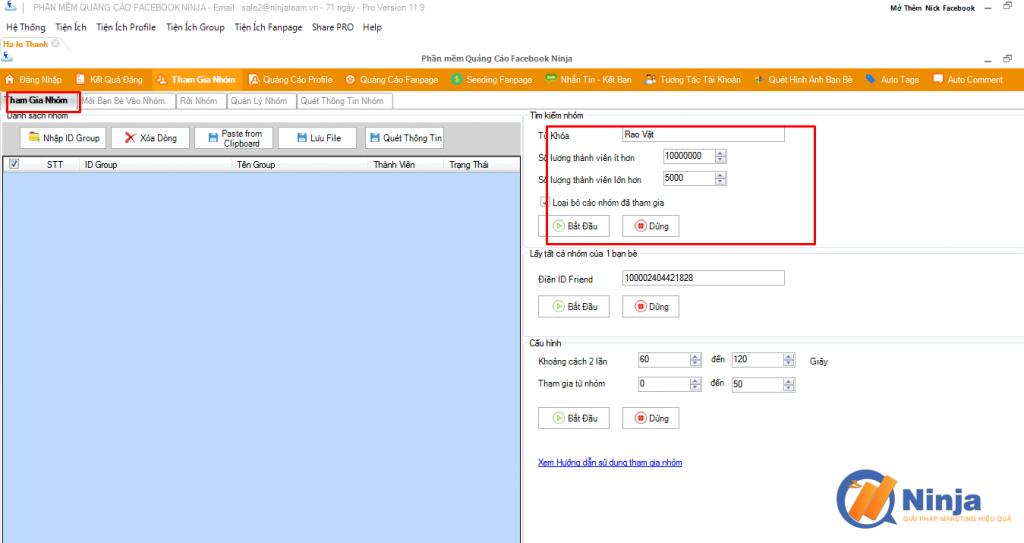 PHẦN MỀM QUẢNG CÁO FACEBOOK NINJA - Email : sale2@ninjateam.vn - 71 ngày - Pro Version 11.9
Mở Thêm Nick Facebook
Hệ Thống Tiện Ích Tiện Ích Profile Tiện Ích Group Tiện Ích Fanpage Share PRO Help
Ha le Thanh
Phần mềm Quảng Cáo Facebook Ninja
Đăng Nhập Kết Quả Đăng Tham Gia Nhóm Quảng Cáo Profile Quảng Cáo Fanpage Seeding Fanpage Nhắn Tin - Kết Bạn Tương Tác Tài Khoản Quét Hình Ảnh Bạn Bè Auto Tags Auto Comment
Tham Gia Nhóm Mời Bạn Bè Vào Nhóm Rời Nhóm Quản Lý Nhóm Quét Thông Tin Nhóm
Danh sách nhóm
Nhập ID Group Xóa Dòng Paste from Clipboard Lưu File Quét Thông Tin
STT ID Group Tên Group Thành Viên Trạng Thái
Tìm kiếm nhóm
Từ Khóa Rao Vặt
Số lượng thành viên ít hơn 10000000
Số lượng thành viên lớn hơn 5000
Loại bỏ các nhóm đã tham gia
Bắt Đầu Dừng
Lấy tất cả nhóm của 1 bạn bè
Điền ID Friend 100002404421828
Bắt Đầu Dừng
Cấu hình
Khoảng cách 2 lần 60 đến 120 Giây
Tham gia từ nhóm 0 đến 50
Bắt Đầu Dừng
Xem Hướng dẫn sử dụng tham gia nhóm
Ninja
GIẢI PHÁP MAKETING HIỆU QUẢ